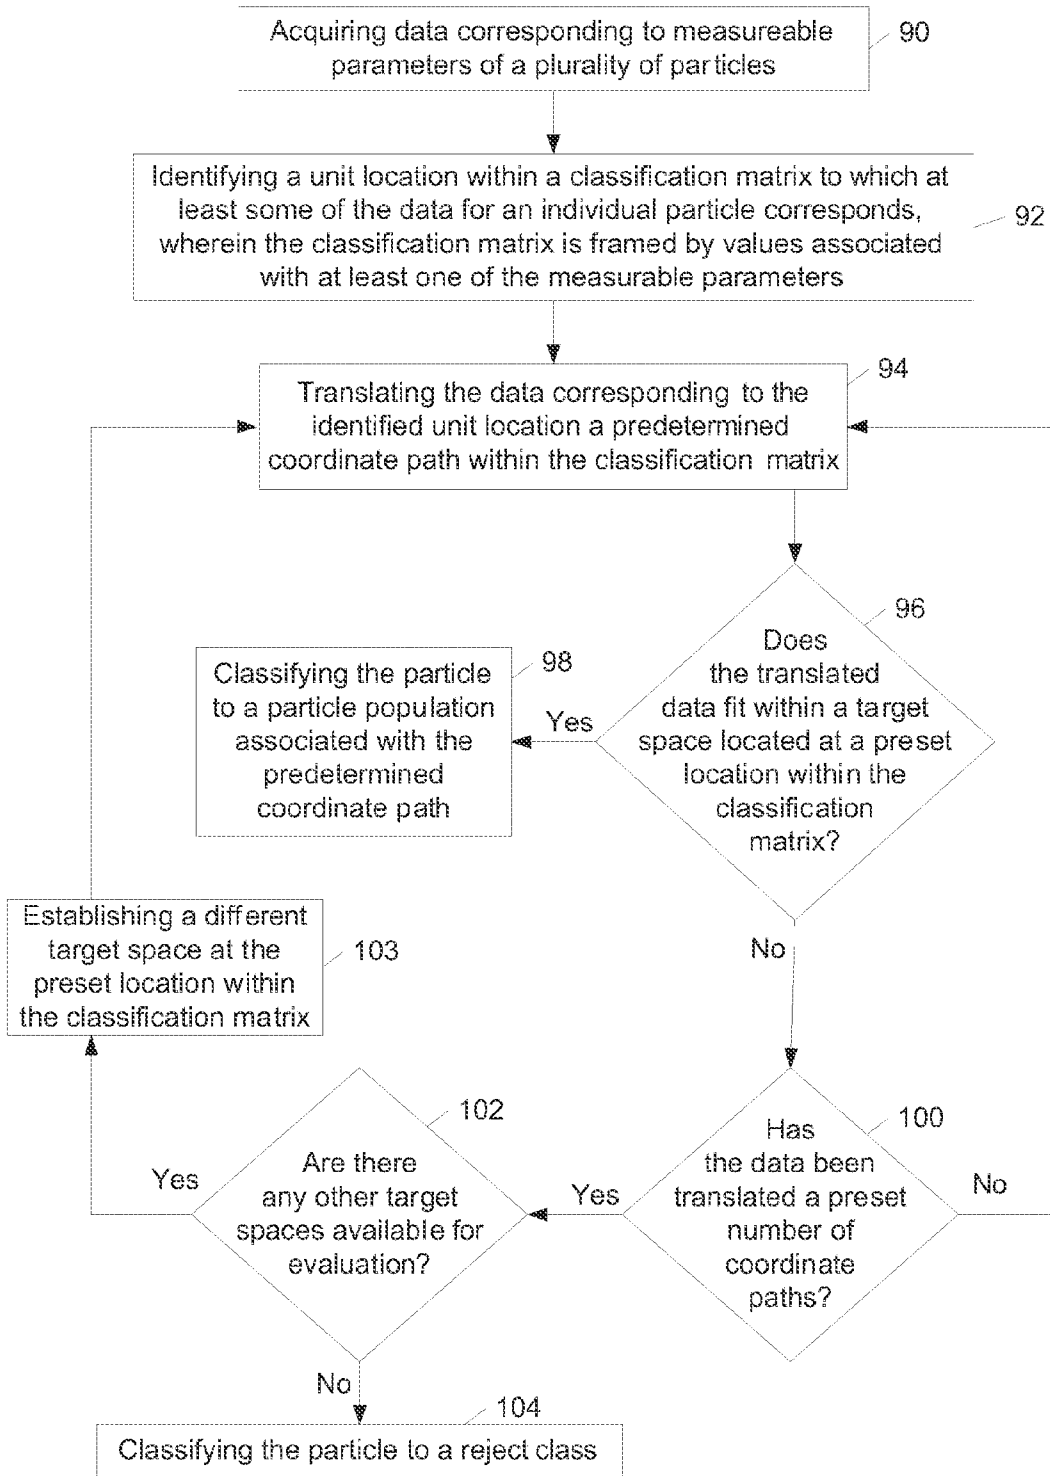 Acquiring data corresponding to measureable
parameters of a plurality of particles
90
Identifying a unit location within a classification matrix to which at
least some of the data for an individual particle corresponds,
wherein the classification matrix is framed by values associated
with at least one of the measurable parameters
92
Translating the data corresponding to the
identified unit location a predetermined
coordinate path within the classification matrix
94
Does
the translated
data fit within a target
space located at a preset
location within the
classification
matrix?
96
Yes
Classifying the particle
to a particle population
associated with the
predetermined
coordinate path
98
No
Establishing a different
target space at the
preset location within
the classification matrix
103
Has
the data been
translated a preset
number of
coordinate
paths?
100
No
Yes
Are there
any other target
spaces available for
evaluation?
102
Yes
No
Classifying the particle to a reject class
104